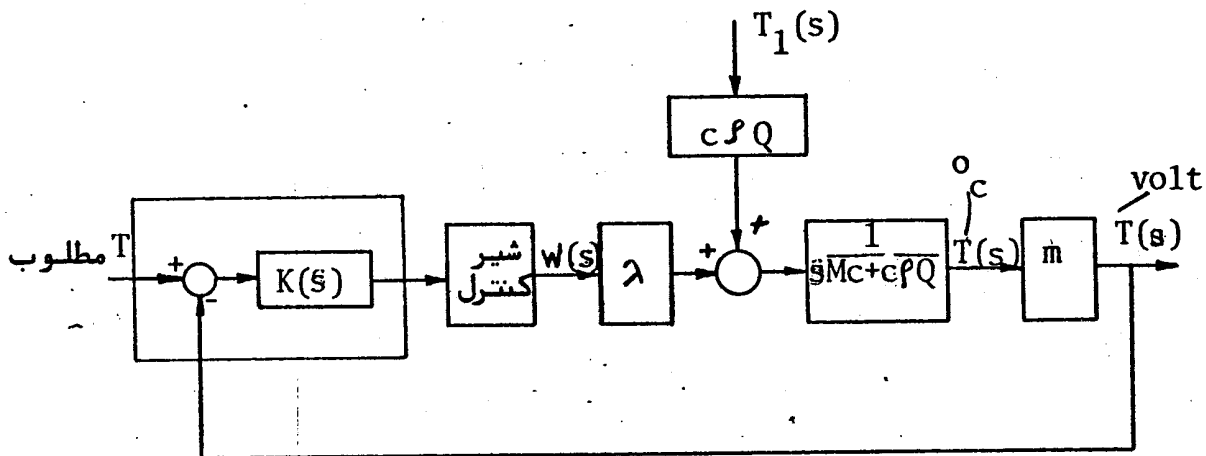 T₁(s)
cρQ
مطلوب T
+
-
K(s)
شیر
کنترل
W(s)
λ
+
+
1
sMc+cρQ
°c
T(s)
m
volt
T(s)